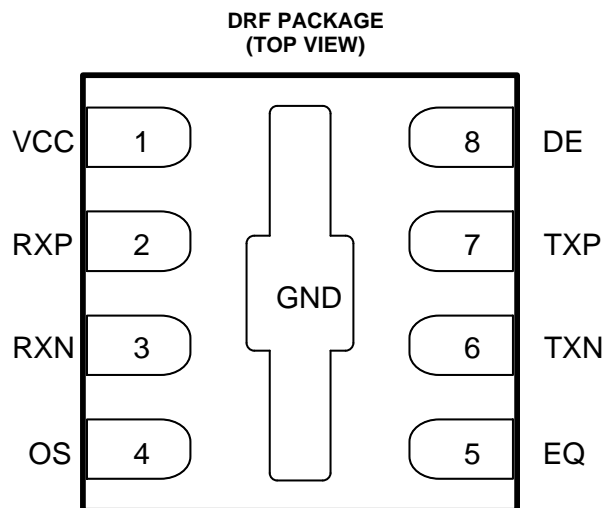 DRF PACKAGE
(TOP VIEW)
VCC 1 8 DE
RXP 2 7 TXP
GND
RXN 3 6 TXN
OS 4 5 EQ